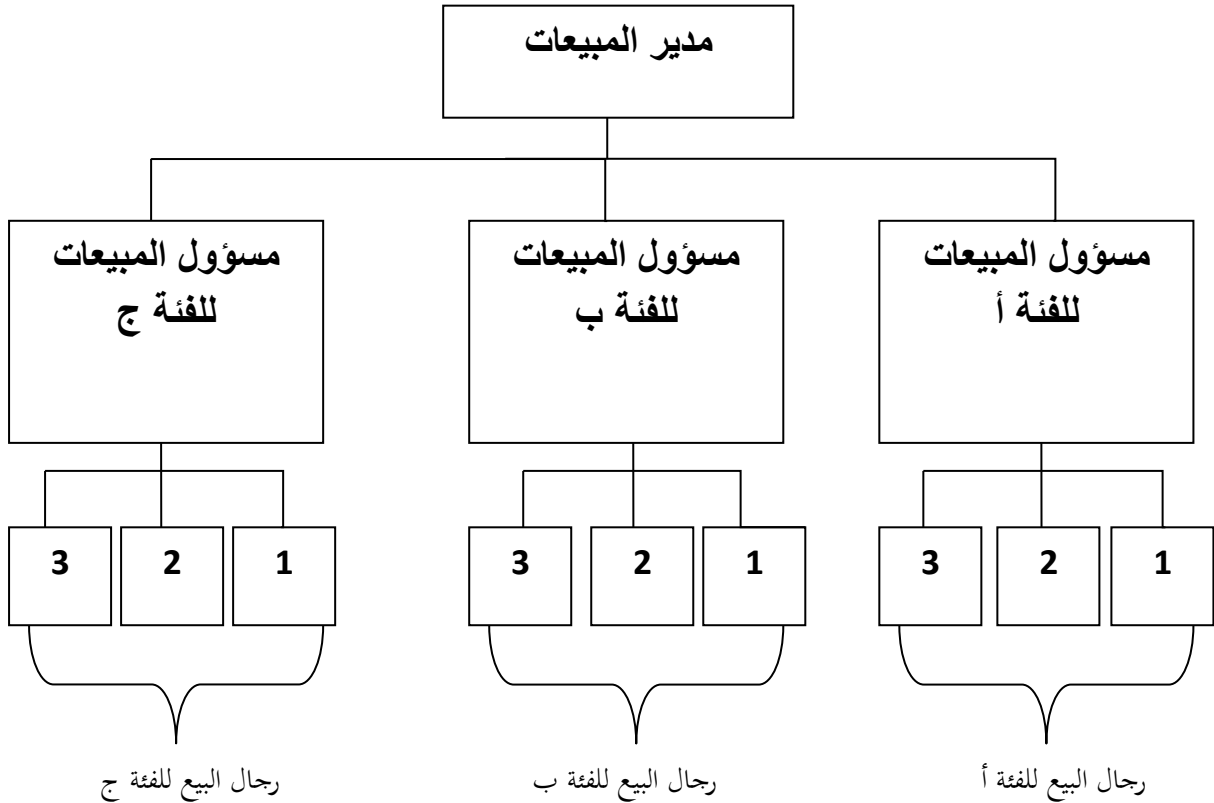 مدير المبيعات
مسؤول المبيعات
للفئة أ
مسؤول المبيعات
للفئة ب
مسؤول المبيعات
للفئة ج
1
2
3
1
2
3
1
2
3
رجال البيع للفئة أ
رجال البيع للفئة ب
رجال البيع للفئة ج